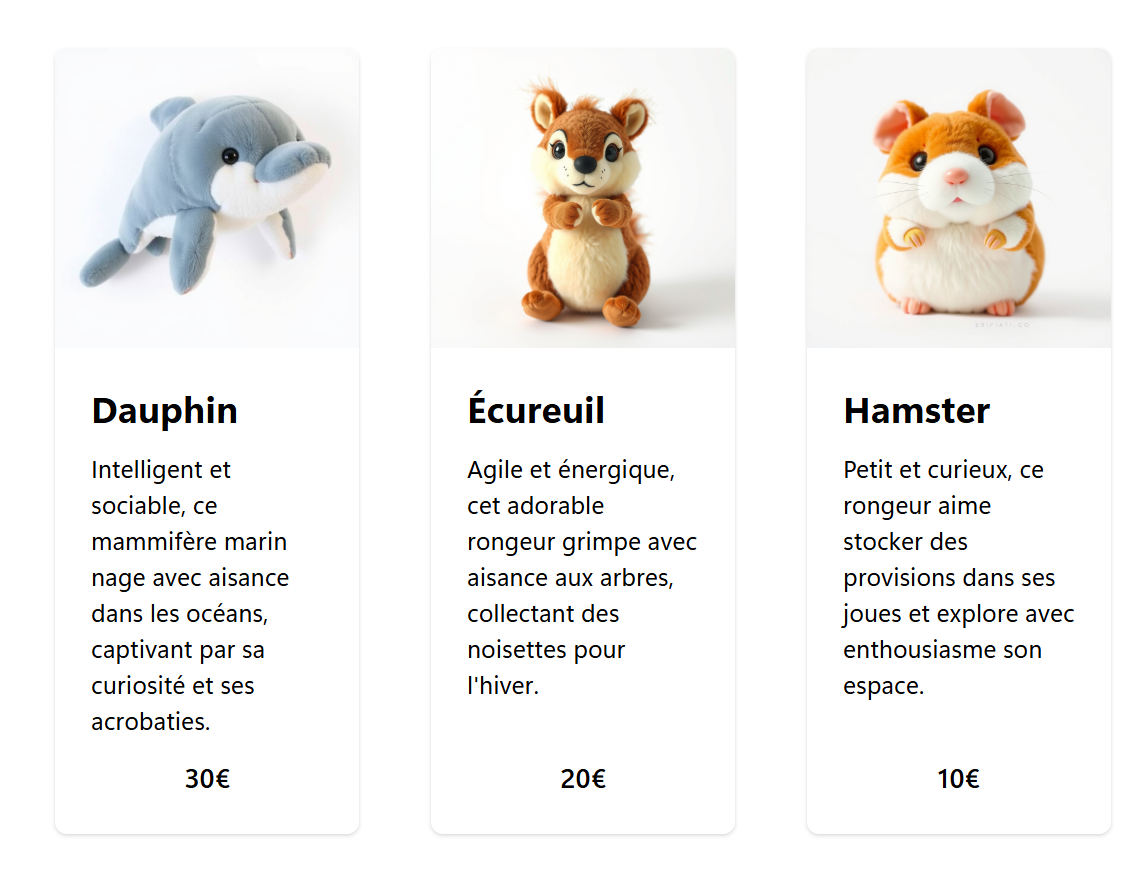 Dauphin
Intelligent et
sociable, ce
mammifère marin
nage avec aisance
dans les océans,
captivant par sa
curiosité et ses
acrobaties.
30€
Écureuil
Agile et énergique,
cet adorable
rongeur grimpe avec
aisance aux arbres,
collectant des
noisettes pour
l'hiver.
20€
Hamster
Petit et curieux, ce
rongeur aime
stocker des
provisions dans ses
joues et explore avec
enthousiasme son
espace.
10€